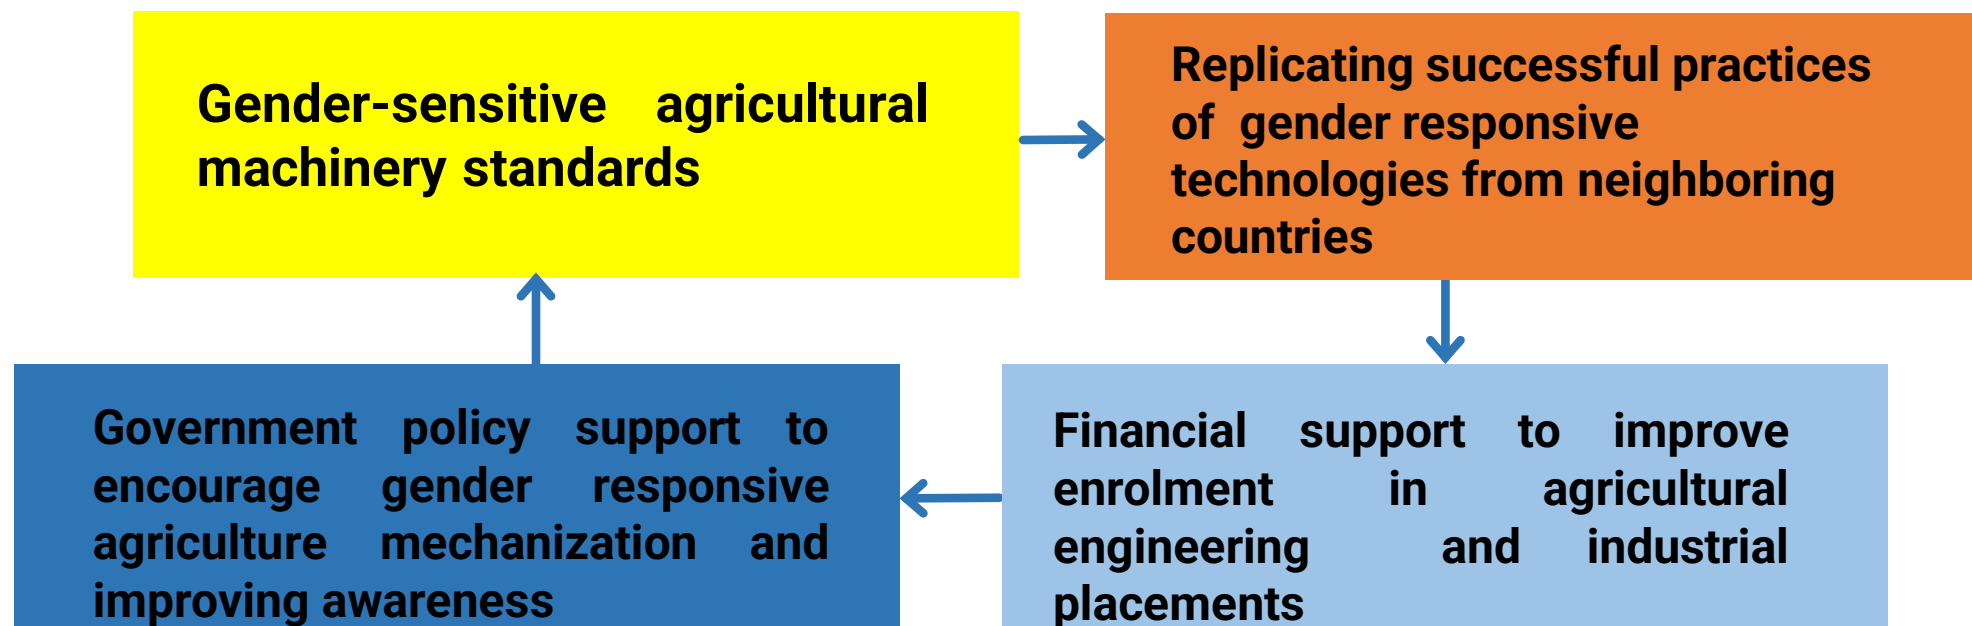 Gender-sensitive agricultural
machinery standards
Replicating successful practices
of gender responsive
technologies from neighboring
countries
Government policy support to
encourage gender responsive
agriculture mechanization and
improving awareness
Financial support to improve
enrolment in agricultural
engineering and industrial
placements